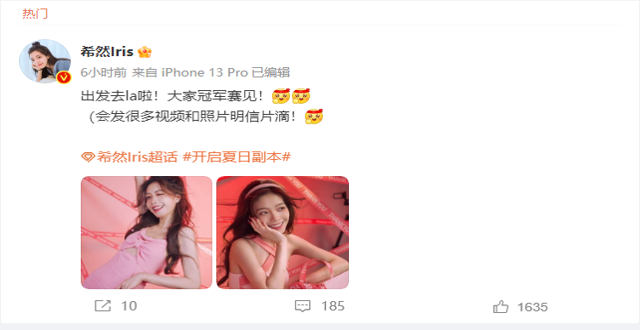 热门
希然Iris
6小时前 来自 iPhone 13 Pro 已编辑
出发去la啦！大家冠军赛见！
（会发很多视频和照片明信片滴！
希然Iris超话 #开启夏日副本#
10 185 1635